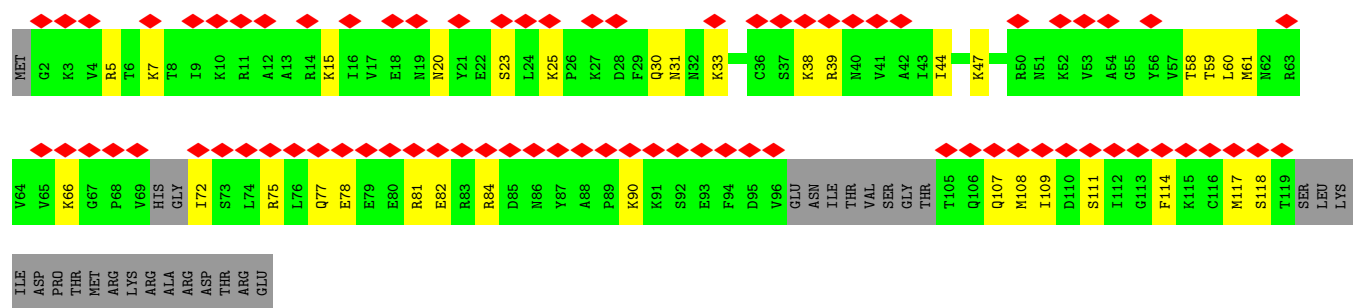 MET G2 K3 V4 R5 T6 K7 T8 I9 K10 R11 A12 A13 R14 K15 I16 V17 E18 N19 N20 Y21 E22 S23 L24 K25 P26 K27 D28 F29 Q30 N31 N32 K33 C36 S37 K38 R39 N40 V41 A42 I43 I44 K47 R50 N51 K52 V53 A54 G55 Y56 V57 T58 T59 L60 M61 N62 R63
V64 V65 K66 G67 P68 V69 HIS GLY I72 S73 L74 R75 L76 Q77 E78 E79 E80 R81 E82 R83 R84 D85 N86 Y87 A88 P89 K90 K91 S92 E93 F94 D95 V96 GLU ASN ILE THR VAL SER GLY THR T105 Q106 Q107 M108 I109 D110 S111 I112 G113 F114 K115 C116 M117 S118 T119 SER LEU LYS
ILE ASP PRO THR MET ARG LYS ARG ALA ARG ASP THR ARG GLU